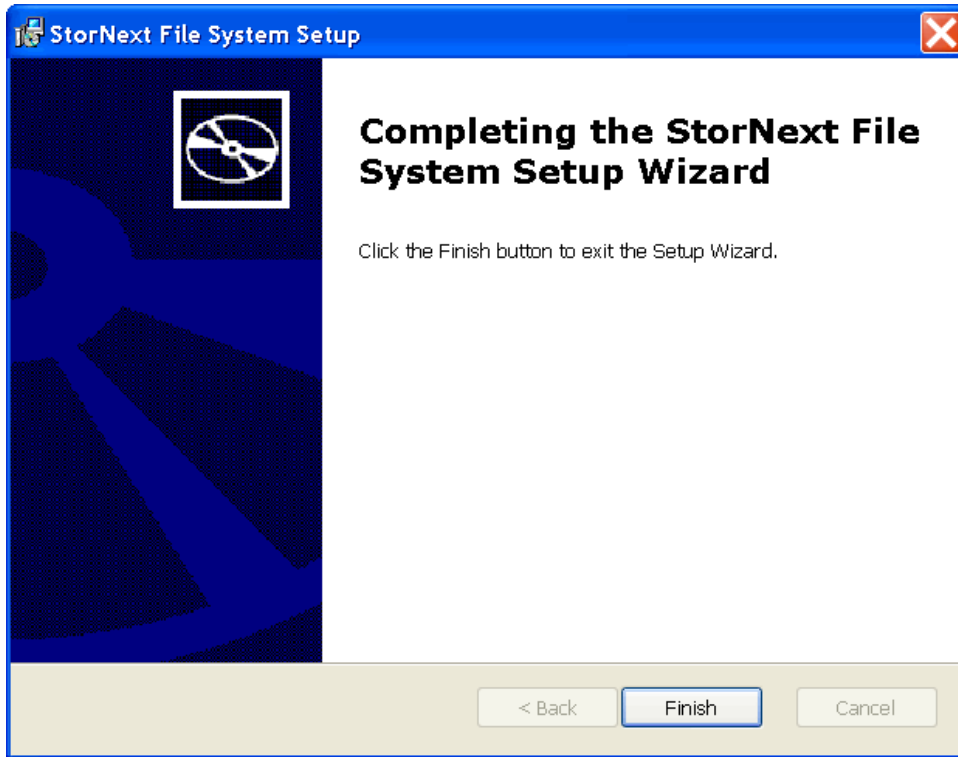 StorNext File System Setup
Completing the StorNext File
System Setup Wizard
Click the Finish button to exit the Setup Wizard.
< Back
Finish
Cancel